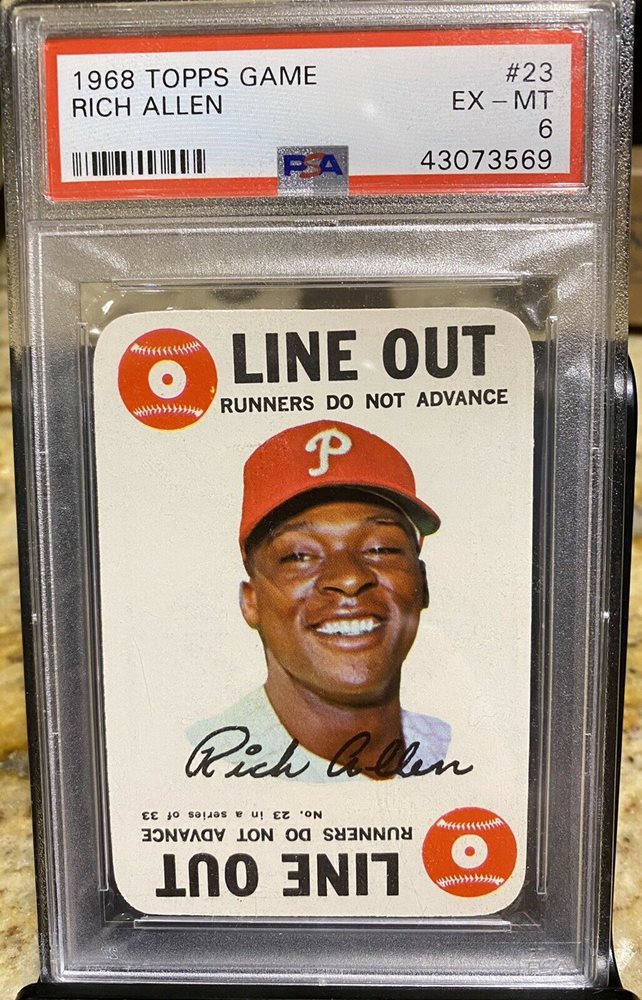 1968 TOPPS GAME #23
RICH ALLEN EX - MT
6
PSA 43073569
LINE OUT
RUNNERS DO NOT ADVANCE
P
Rich Allen
No. 23 in a series of 33
RUNNERS DO NOT ADVANCE
LINE OUT